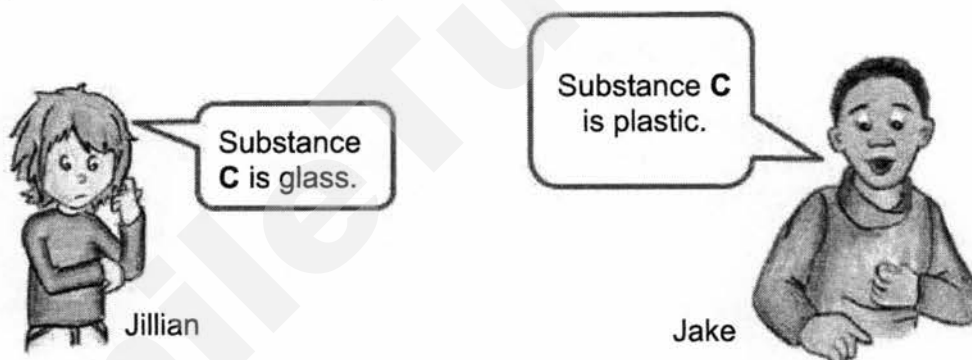 Substance
C is glass.
Substance C
is plastic.
Jillian
Jake